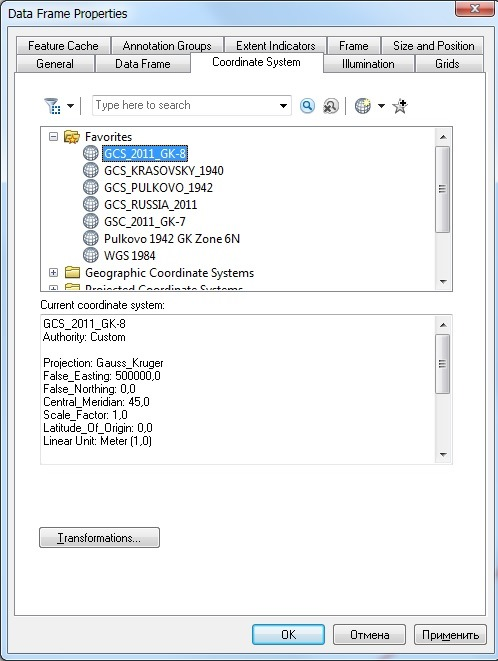 Data Frame Properties
Feature Cache Annotation Groups Extent Indicators Frame Size and Position
General Data Frame Coordinate System Illumination Grids
Type here to search
Favorites
GCS_2011_GK-8
GCS_KRASOVSKY_1940
GCS_PULKOVO_1942
GCS_RUSSIA_2011
GSC_2011_GK-7
Pulkovo 1942 GK Zone 6N
WGS 1984
Geographic Coordinate Systems
Projected Coordinate Systems
Current coordinate system:
GCS_2011_GK-8
Authority: Custom
Projection: Gauss_Kruger
False_Easting: 500000,0
False_Northing: 0,0
Central_Meridian: 45,0
Scale_Factor: 1,0
Latitude_Of_Origin: 0,0
Linear Unit: Meter (1,0)
Transformations...
OK Отмена Применить